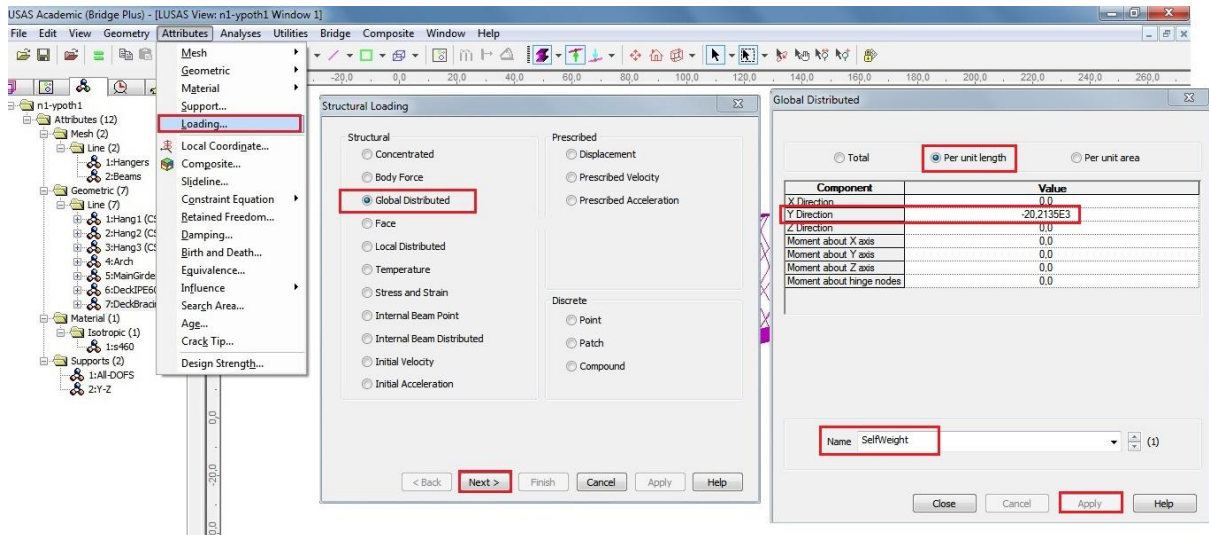 LUSAS Academic (Bridge Plus) - [LUSAS View: n1-ypoth1 Window 1]
File Edit View Geometry Attributes Analyses Utilities Bridge Composite Window Help
-20,0 0,0 20,0 40,0 60,0 80,0 100,0 120,0 140,0 160,0 180,0 200,0 220,0 240,0 260,0
n1-ypoth1
Attributes (12)
Mesh (2)
Line (2)
1:Hangers
2:Beams
Geometric (7)
Line (7)
1:Hang1 (CS
2:Hang2 (CS
3:Hang3 (CS
4:Arch
5:MainGirde
6:DeckIPE60
7:DeckBracin
Material (1)
Isotropic (1)
1:s460
Supports (2)
1:All-DOFS
2:Y-Z
Mesh
Geometric
Material
Support...
Loading...
Local Coordinate...
Composite...
Slideline...
Constraint Equation
Retained Freedom...
Damping...
Birth and Death...
Equivalence...
Influence
Search Area...
Age...
Crack Tip...
Design Strength...
0,0
-20,0
Structural Loading
Structural
Concentrated
Body Force
Global Distributed
Face
Local Distributed
Temperature
Stress and Strain
Internal Beam Point
Internal Beam Distributed
Initial Velocity
Initial Acceleration
Prescribed
Displacement
Prescribed Velocity
Prescribed Acceleration
Discrete
Point
Patch
Compound
< Back Next > Finish Cancel Apply Help
Global Distributed
Total Per unit length Per unit area
Component Value
X Direction 0,0
Y Direction -20,2135E3
Z Direction 0,0
Moment about X axis 0,0
Moment about Y axis 0,0
Moment about Z axis 0,0
Moment about hinge nodes 0,0
Name SelfWeight (1)
Close Cancel Apply Help